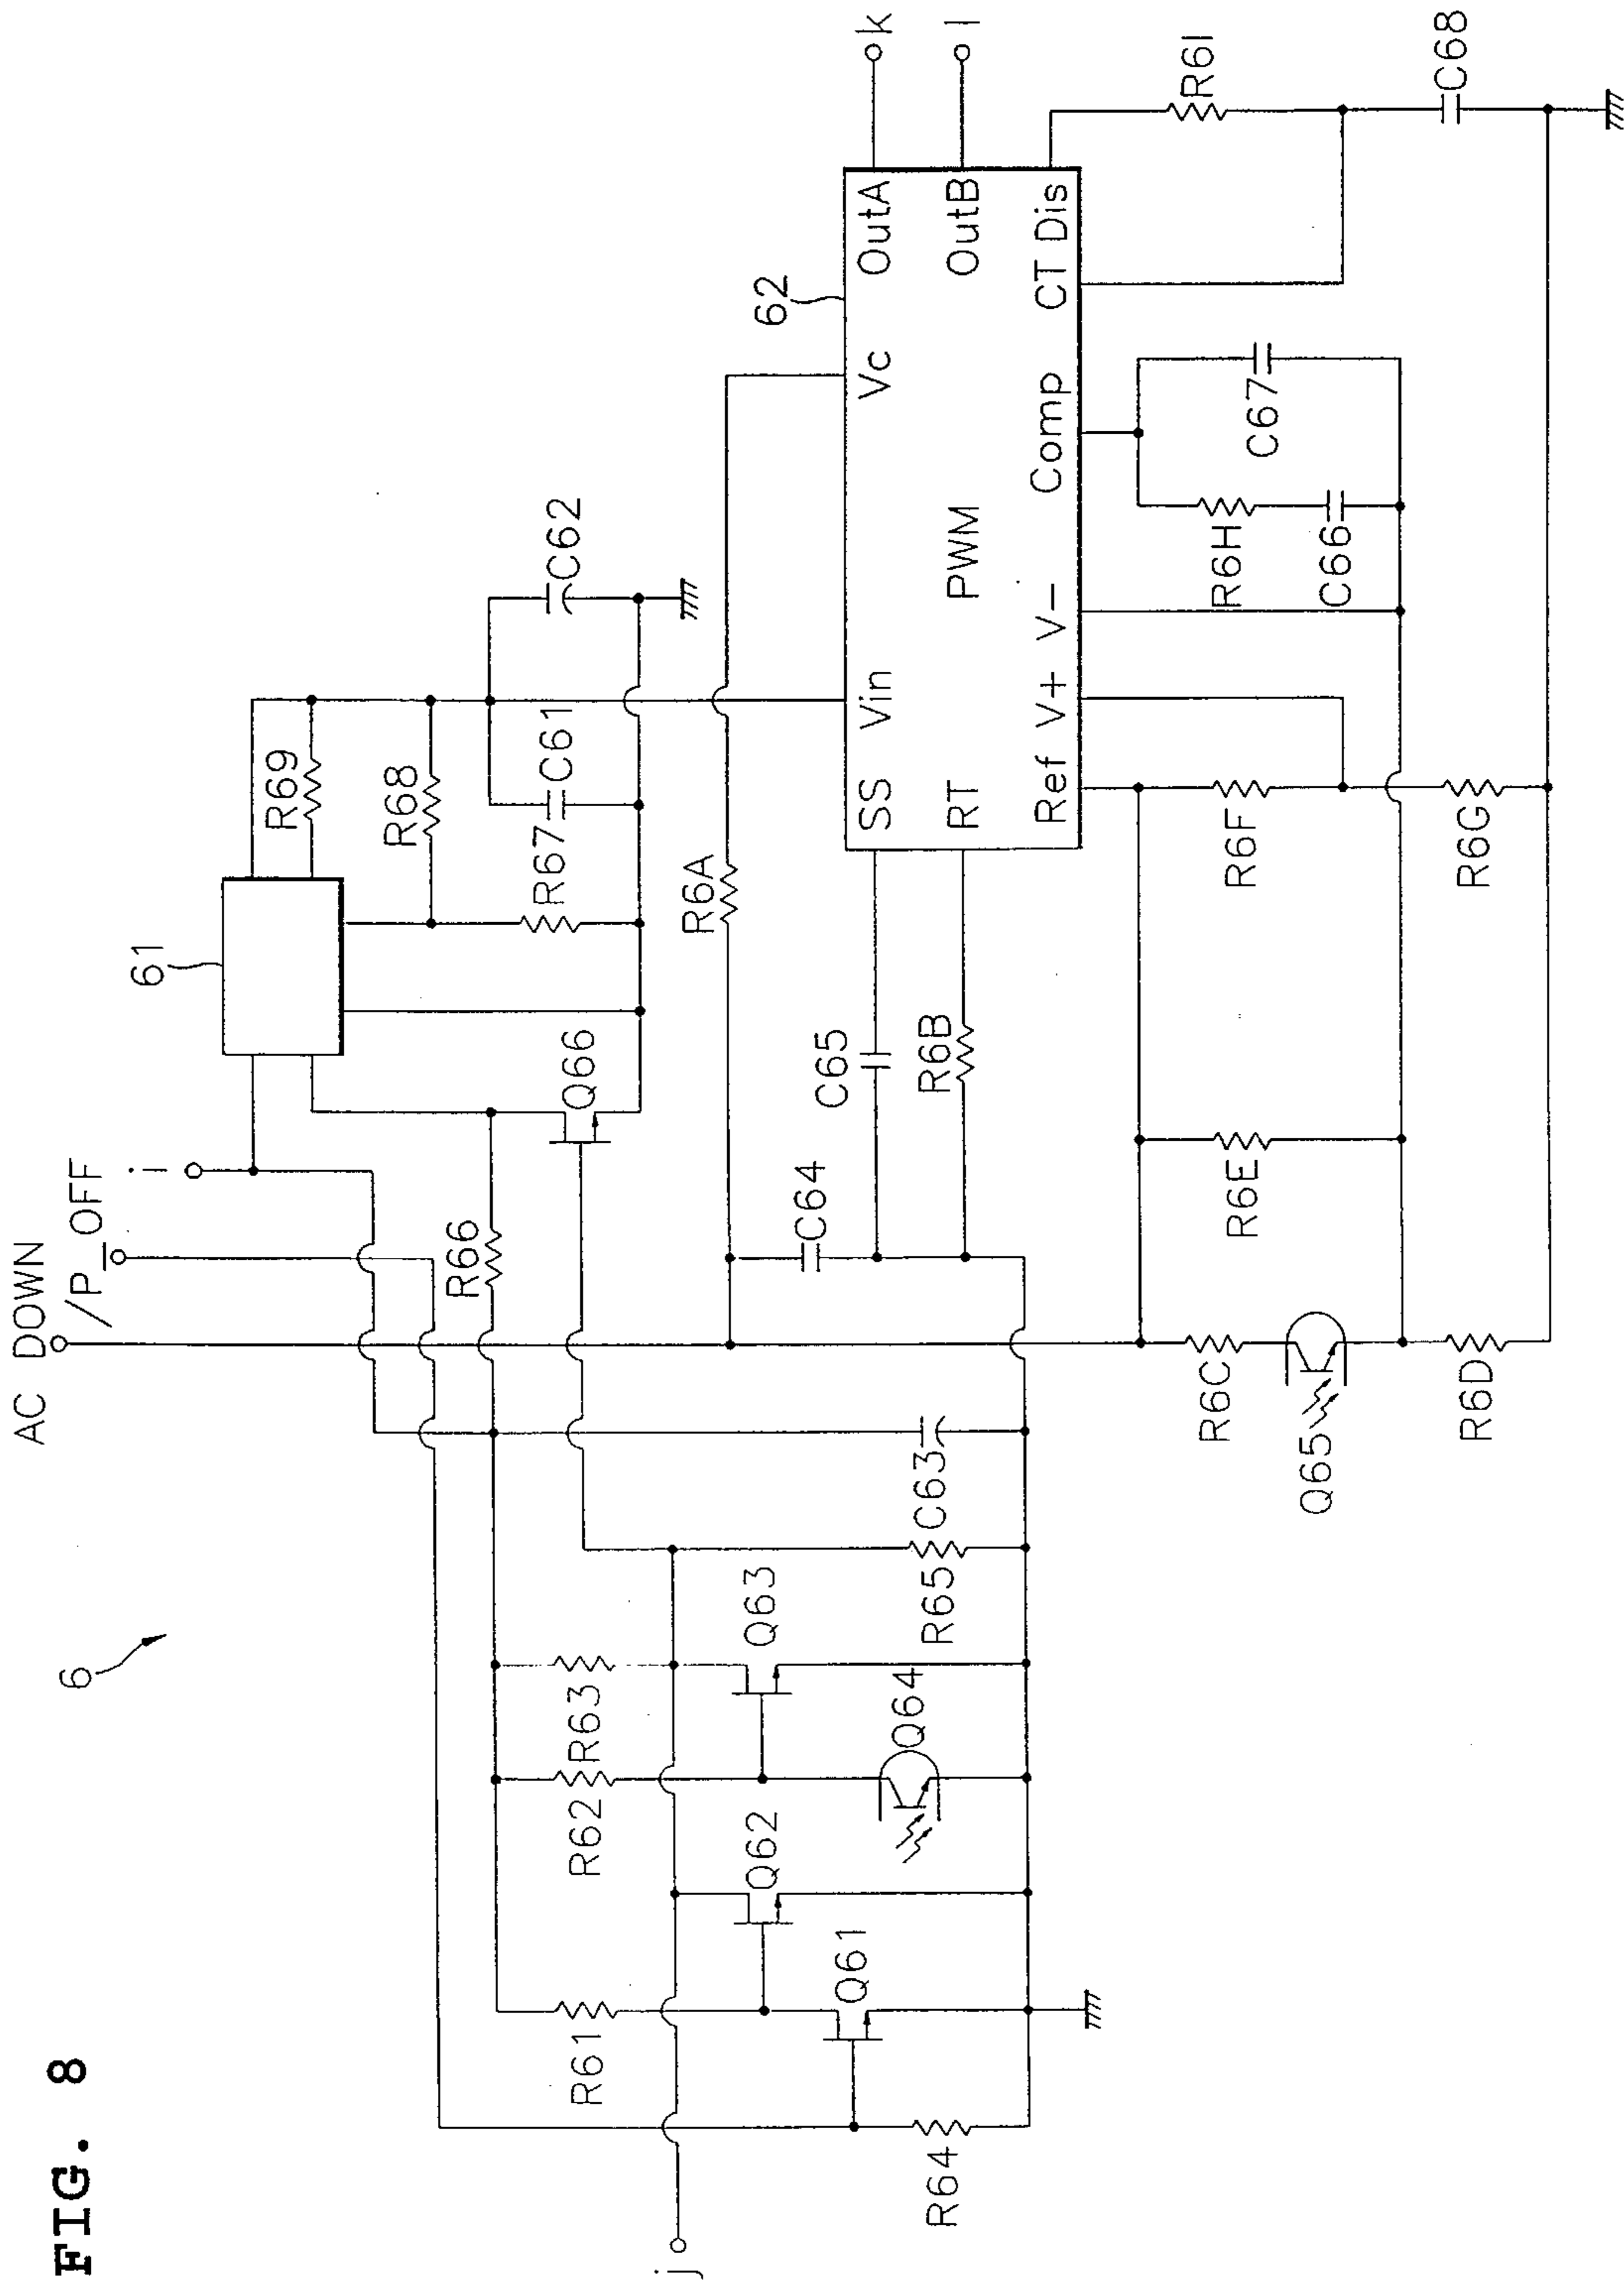 FIG. 8
6
AC DOWN
/P_OFF
i
j
61
R69
R68
R67
C61
C62
Q66
R66
R6A
62
k
l
SS
Vin
Vc
OutA
RT
PWM
OutB
Ref
V+
V-
Comp
CT
Dis
C65
R6B
C64
R61
Q61
R64
Q62
R62
R63
Q63
Q64
R65
C63
R6C
Q65
R6D
R6E
R6F
R6G
R6H
C66
C67
R6I
C68